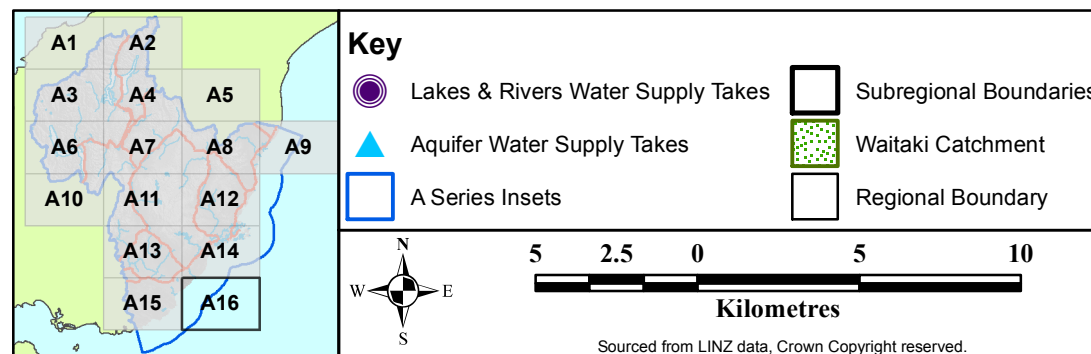 A1 A2
A3 A4 A5
A6 A7 A8 A9
A10 A11 A12
A13 A14
A15 A16
Key
Lakes & Rivers Water Supply Takes
Aquifer Water Supply Takes
A Series Insets
Subregional Boundaries
Waitaki Catchment
Regional Boundary
N
W E
S
5 2.5 0 5 10
Kilometres
Sourced from LINZ data, Crown Copyright reserved.